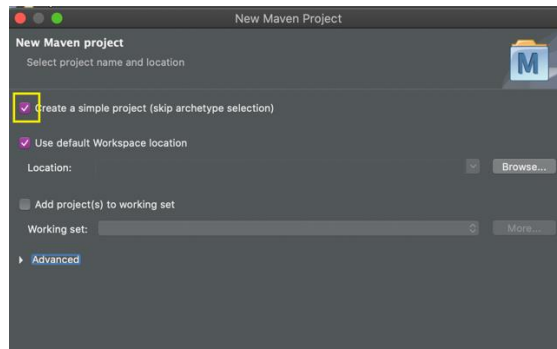 New Maven Project
New Maven project
Select project name and location
M
Create a simple project (skip archetype selection)
Use default Workspace location
Location:
Browse...
Add project(s) to working set
Working set:
More...
Advanced